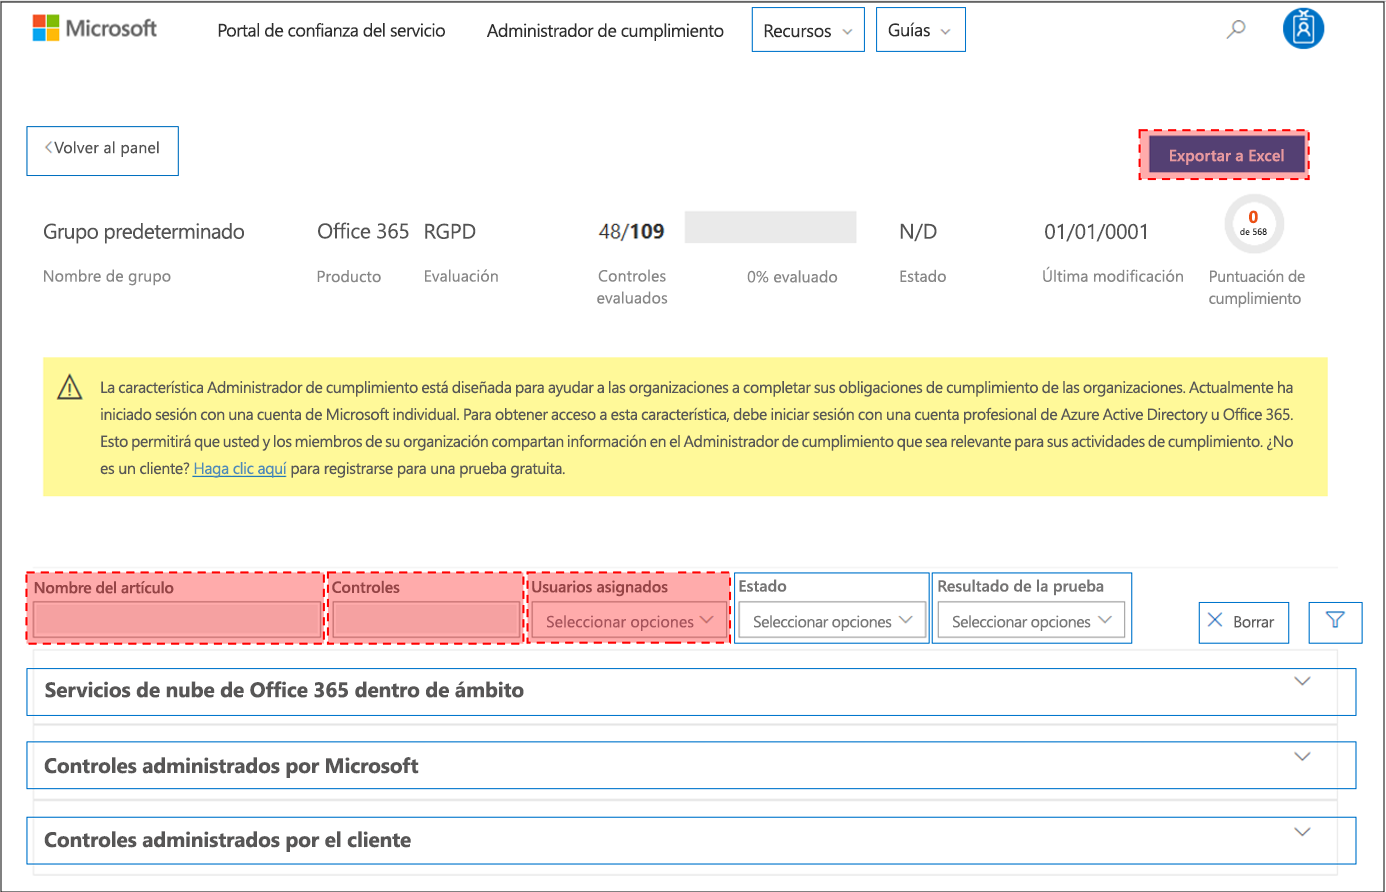 Microsoft
Portal de confianza del servicio
Administrador de cumplimiento
Recursos
Guías
Volver al panel
Exportar a Excel
Grupo predeterminado
Office 365
RGPD
48/109
N/D
01/01/0001
0
de 568
Nombre de grupo
Producto
Evaluación
Controles
evaluados
0% evaluado
Estado
Última modificación
Puntuación de
cumplimiento
La característica Administrador de cumplimiento está diseñada para ayudar a las organizaciones a completar sus obligaciones de cumplimiento de las organizaciones. Actualmente ha
iniciado sesión con una cuenta de Microsoft individual. Para obtener acceso a esta característica, debe iniciar sesión con una cuenta profesional de Azure Active Directory u Office 365.
Esto permitirá que usted y los miembros de su organización compartan información en el Administrador de cumplimiento que sea relevante para sus actividades de cumplimiento. ¿No
es un cliente? Haga clic aquí para registrarse para una prueba gratuita.
Nombre del artículo
Controles
Usuarios asignados
Seleccionar opciones
Estado
Seleccionar opciones
Resultado de la prueba
Seleccionar opciones
Borrar
Servicios de nube de Office 365 dentro de ámbito
Controles administrados por Microsoft
Controles administrados por el cliente